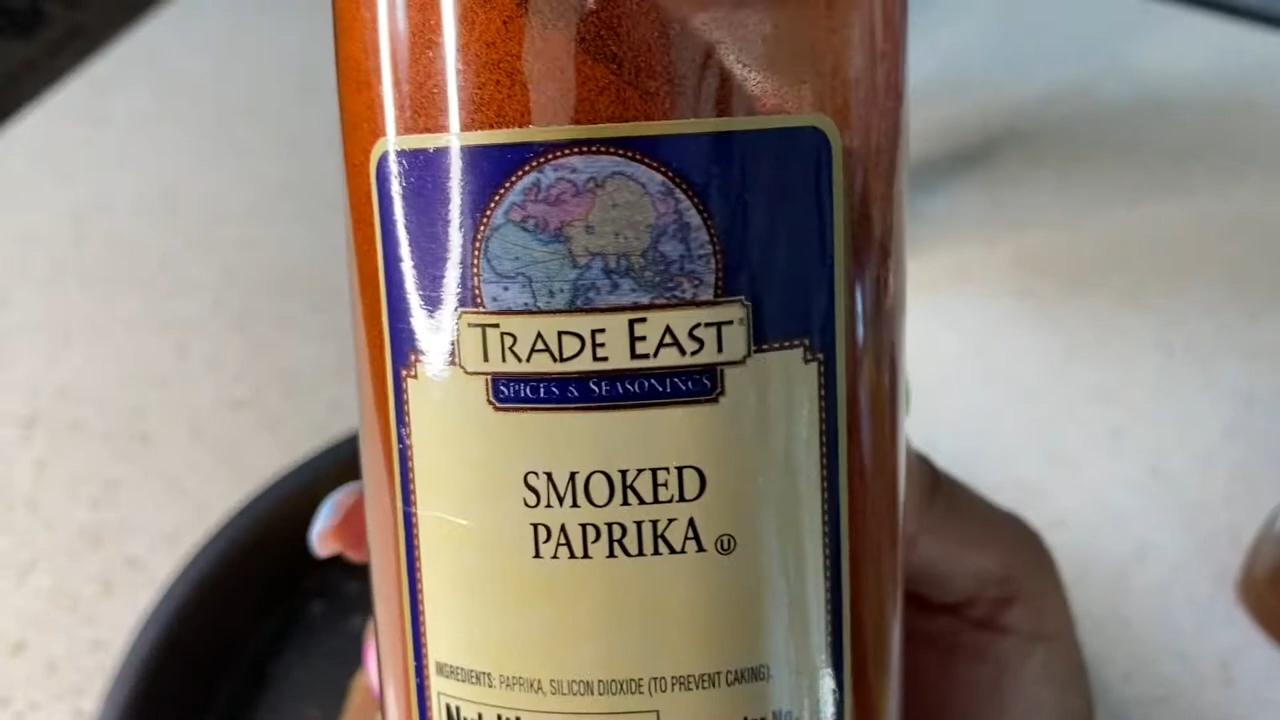 TRADE EAST®
SPICES & SEASONINGS
SMOKED
PAPRIKA Ⓤ
INGREDIENTS: PAPRIKA, SILICON DIOXIDE (TO PREVENT CAKING).